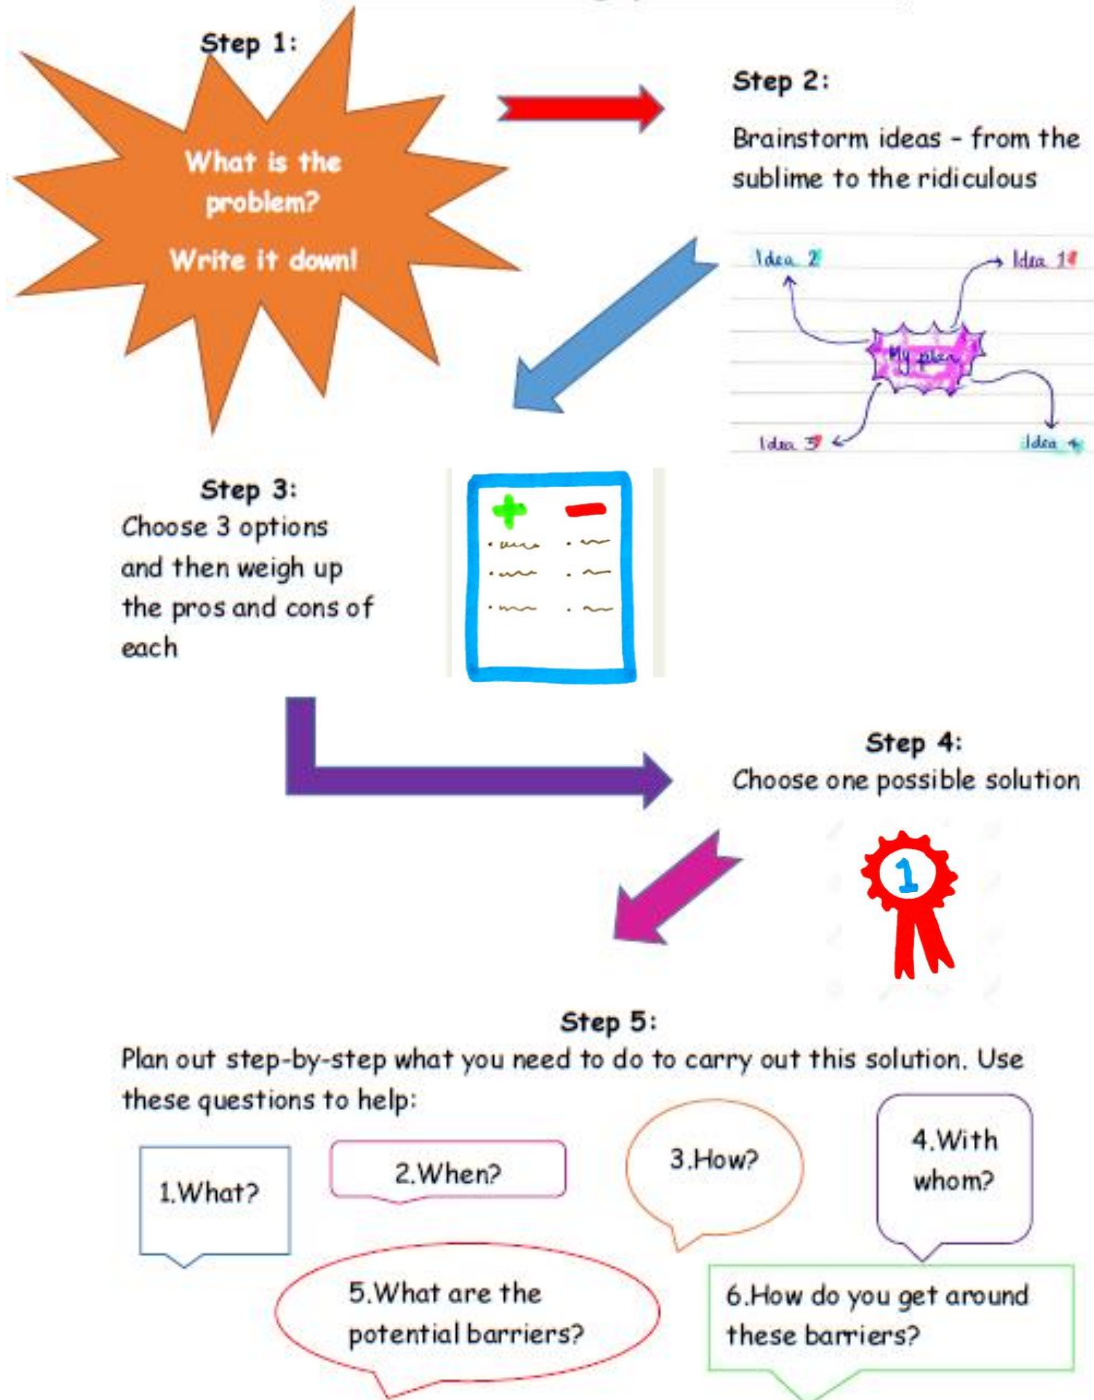 Step 1:
What is the
problem?
Write it down!
Step 2:
Brainstorm ideas - from the
sublime to the ridiculous
Idea 2
Idea 1
My plan
Idea 3
Idea 4
Step 3:
Choose 3 options
and then weigh up
the pros and cons of
each
Step 4:
Choose one possible solution
1
Step 5:
Plan out step-by-step what you need to do to carry out this solution. Use
these questions to help:
1.What?
2.When?
3.How?
4.With
whom?
5.What are the
potential barriers?
6.How do you get around
these barriers?